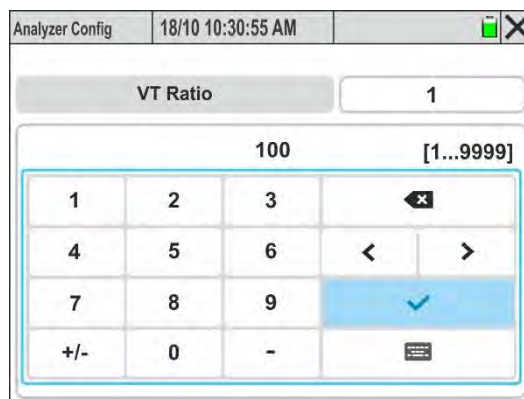 Analyzer Config 18/10 10:30:55 AM
VT Ratio 1
100 [1...9999]
1 2 3
4 5 6 < >
7 8 9
+/- 0 -